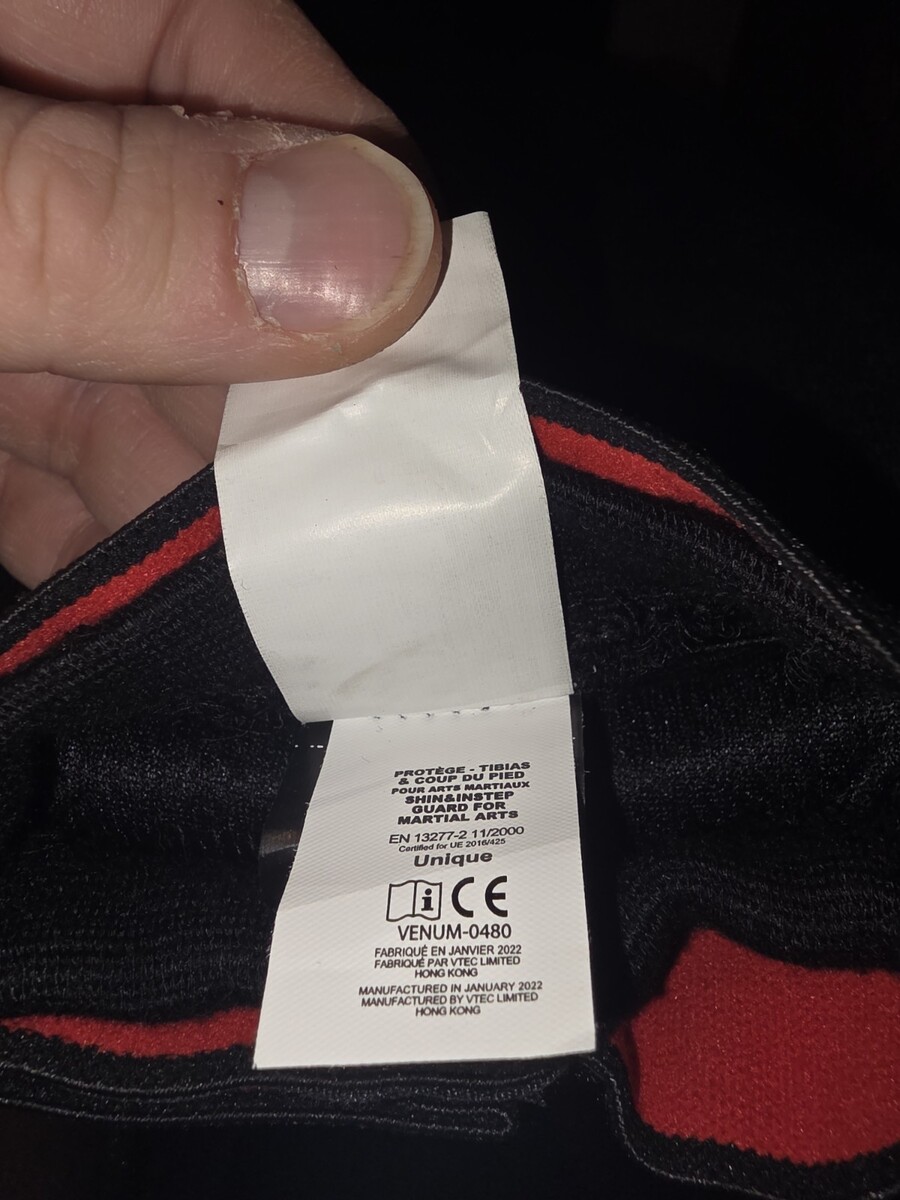 PROTÈGE - TIBIAS
& COUP DU PIED
POUR ARTS MARTIAUX
SHIN&INSTEP
GUARD FOR
MARTIAL ARTS
EN 13277-2 11/2000
Certified for UE 2016/425
Unique
i CE
VENUM-0480
FABRIQUÉ EN JANVIER 2022
FABRIQUÉ PAR VTEC LIMITED
HONG KONG
MANUFACTURED IN JANUARY 2022
MANUFACTURED BY VTEC LIMITED
HONG KONG